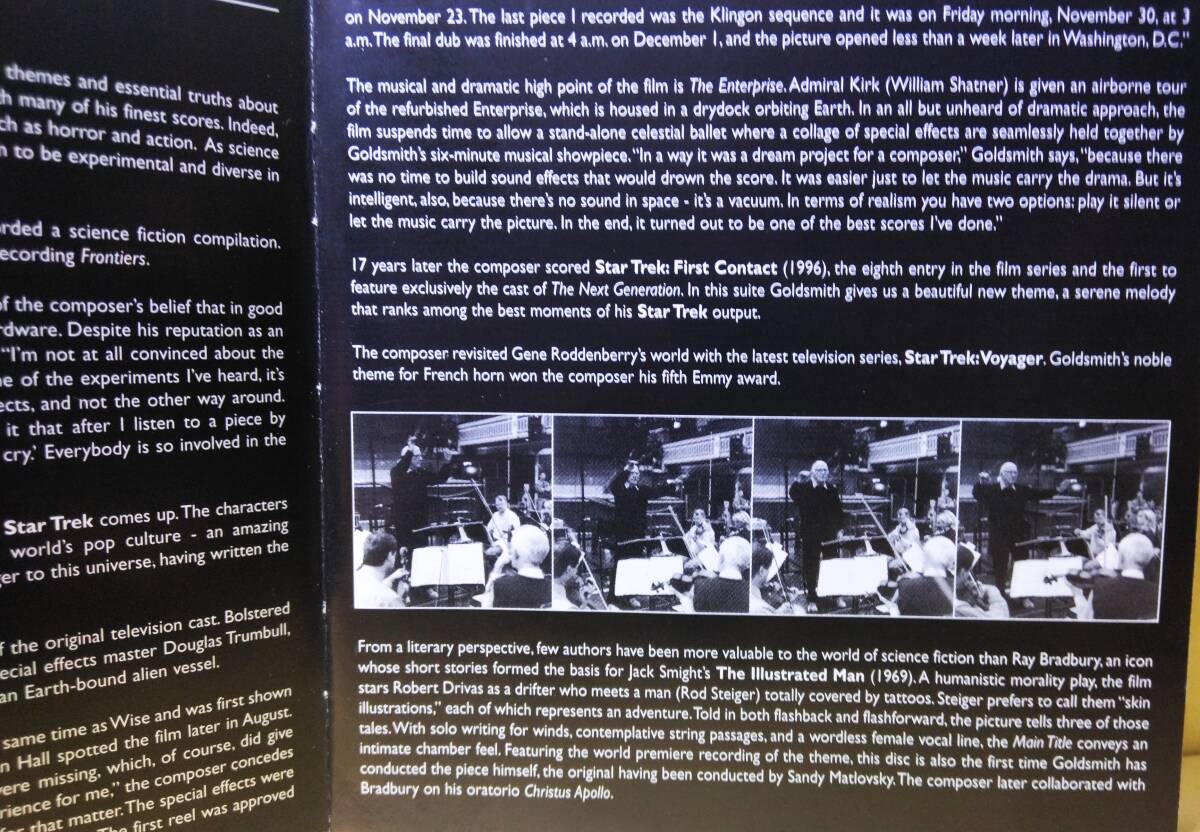 themes and essential truths about
many of his finest scores. Indeed,
as horror and action. As science
to be experimental and diverse in
a science fiction compilation.
Frontiers.
of the composer's belief that in good
Despite his reputation as an
"I'm not at all convinced about the
of the experiments I've heard, it's
and not the other way around.
it that after I listen to a piece by
cry.' Everybody is so involved in the
Star Trek comes up. The characters
world's pop culture - an amazing
to this universe, having written the
the original television cast. Bolstered
effects master Douglas Trumbull,
an Earth-bound alien vessel.
same time as Wise and was first shown
Hall spotted the film later in August.
missing, which, of course, did give
for me," the composer concedes
that matter. The special effects were
first reel was approved
on November 23. The last piece I recorded was the Klingon sequence and it was on Friday morning, November 30, at 3
a.m. The final dub was finished at 4 a.m. on December 1, and the picture opened less than a week later in Washington, D.C."
The musical and dramatic high point of the film is The Enterprise. Admiral Kirk (William Shatner) is given an airborne tour
of the refurbished Enterprise, which is housed in a drydock orbiting Earth. In an all but unheard of dramatic approach, the
film suspends time to allow a stand-alone celestial ballet where a collage of special effects are seamlessly held together by
Goldsmith's six-minute musical showpiece. "In a way it was a dream project for a composer," Goldsmith says, "because there
was no time to build sound effects that would drown the score. It was easier just to let the music carry the drama. But it's
intelligent, also, because there's no sound in space - it's a vacuum. In terms of realism you have two options: play it silent or
let the music carry the picture. In the end, it turned out to be one of the best scores I've done."
17 years later the composer scored Star Trek: First Contact (1996), the eighth entry in the film series and the first to
feature exclusively the cast of The Next Generation. In this suite Goldsmith gives us a beautiful new theme, a serene melody
that ranks among the best moments of his Star Trek output.
The composer revisited Gene Roddenberry's world with the latest television series, Star Trek: Voyager. Goldsmith's noble
theme for French horn won the composer his fifth Emmy award.
From a literary perspective, few authors have been more valuable to the world of science fiction than Ray Bradbury, an icon
whose short stories formed the basis for Jack Smight's The Illustrated Man (1969). A humanistic morality play, the film
stars Robert Drivas as a drifter who meets a man (Rod Steiger) totally covered by tattoos. Steiger prefers to call them "skin
illustrations," each of which represents an adventure. Told in both flashback and flashforward, the picture tells three of those
tales. With solo writing for winds, contemplative string passages, and a wordless female vocal line, the Main Title conveys an
intimate chamber feel. Featuring the world premiere recording of the theme, this disc is also the first time Goldsmith has
conducted the piece himself, the original having been conducted by Sandy Matlovsky. The composer later collaborated with
Bradbury on his oratorio Christus Apollo.